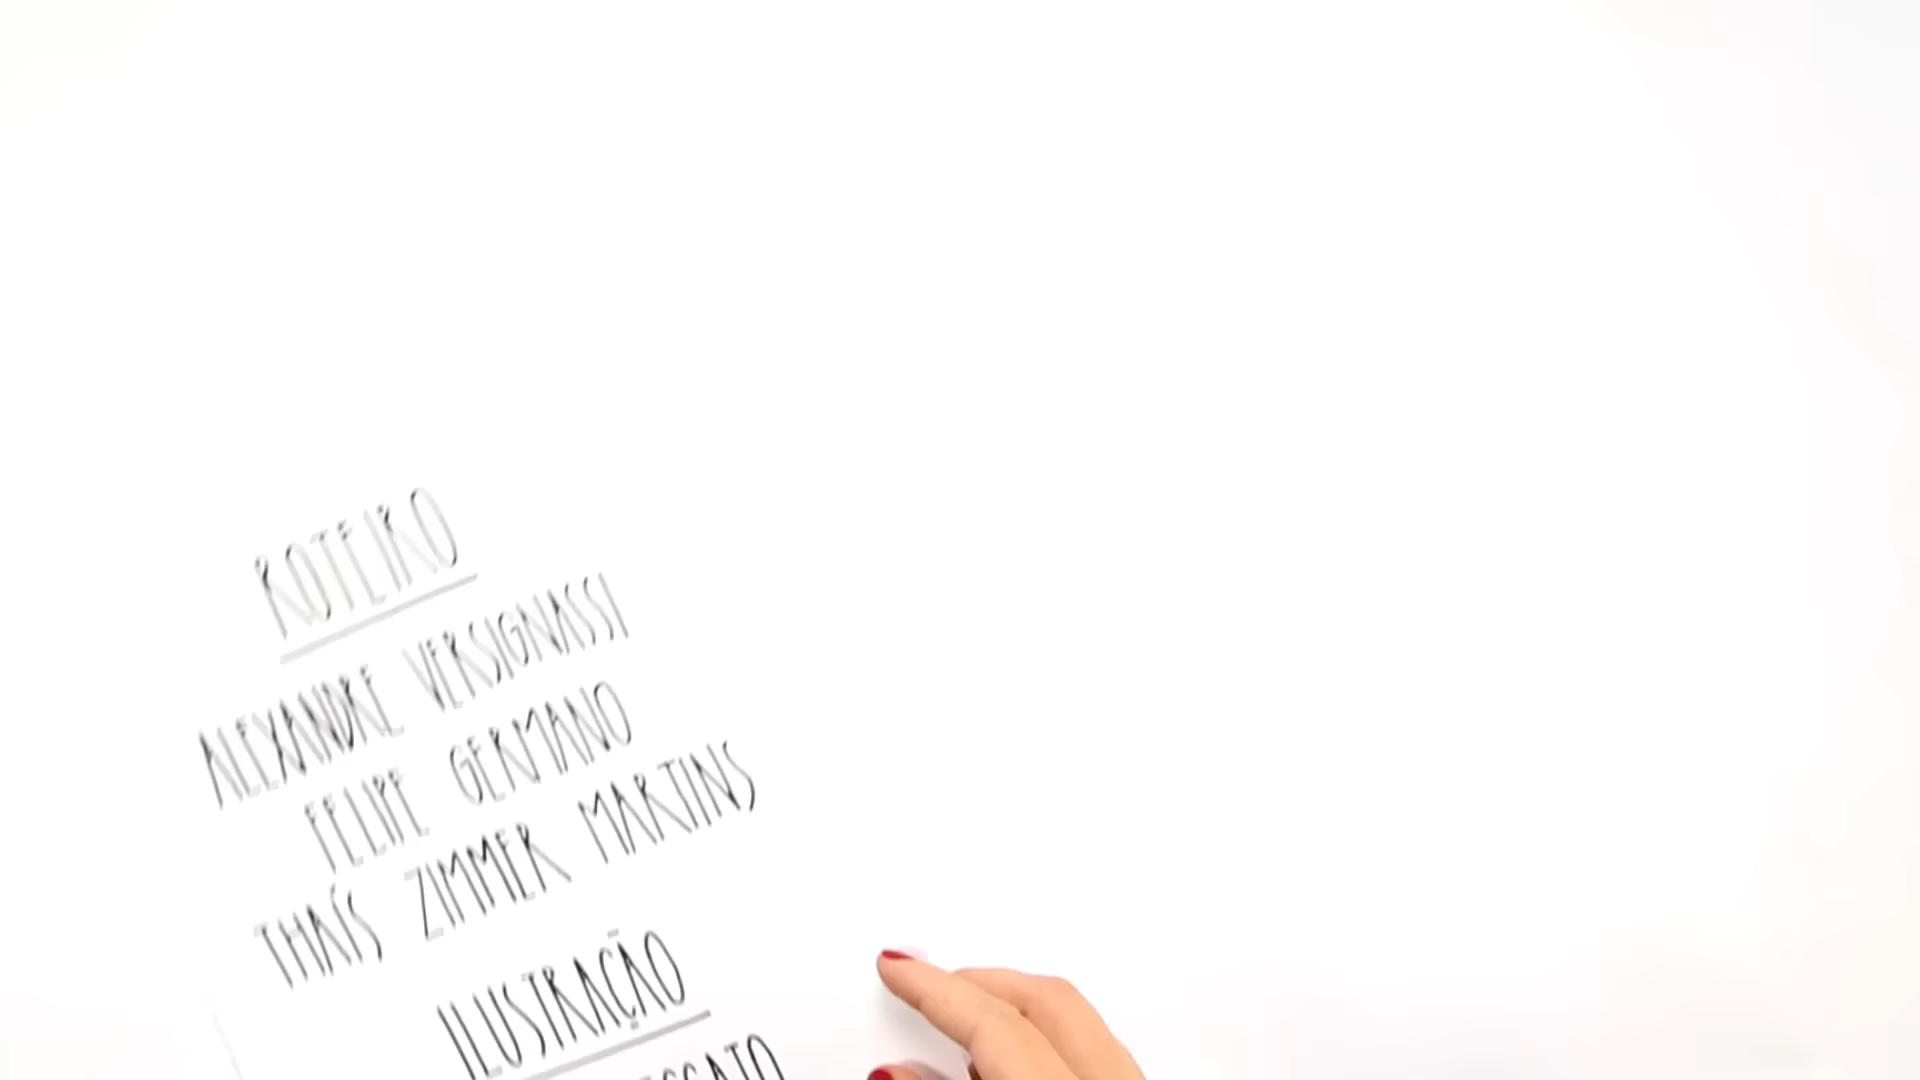 ROTEIRO
ALEXANDRE VERSIGNASSI
FELIPE GERMANO
THAÍS ZIMMER MARTINS
ILUSTRAÇÃO